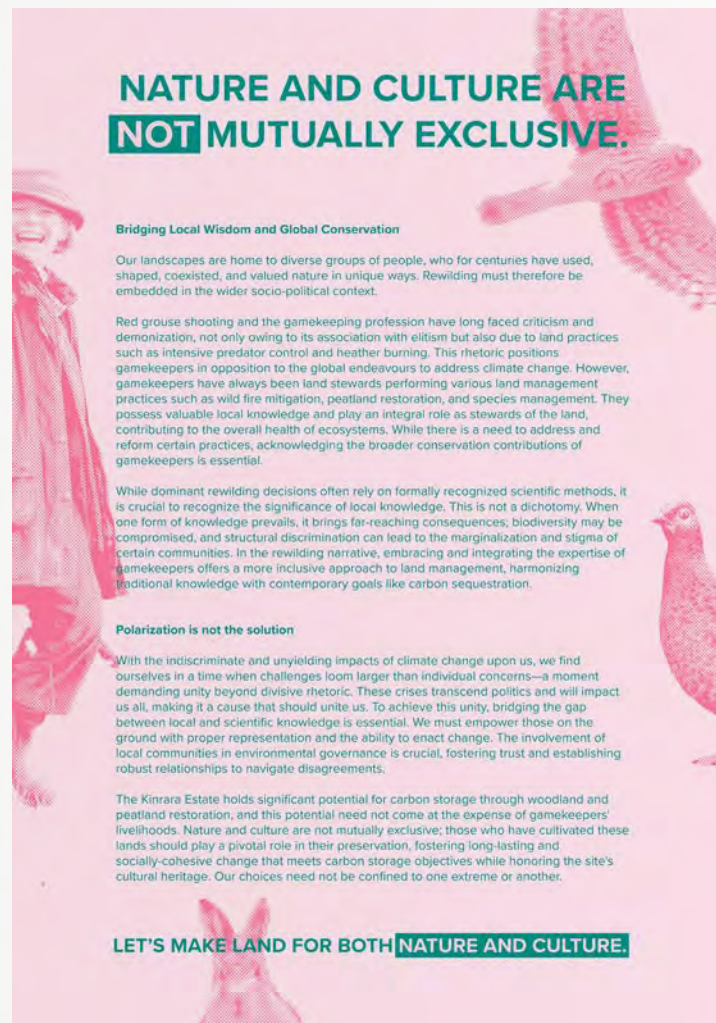 NATURE AND CULTURE ARE
NOT MUTUALLY EXCLUSIVE.
Bridging Local Wisdom and Global Conservation
Our landscapes are home to diverse groups of people, who for centuries have used,
shaped, coexisted, and valued nature in unique ways. Rewilding must therefore be
embedded in the wider socio-political context.
Red grouse shooting and the gamekeeping profession have long faced criticism and
demonization, not only owing to its association with elitism but also due to land practices
such as intensive predator control and heather burning. This rhetoric positions
gamekeepers in opposition to the global endeavours to address climate change. However,
gamekeepers have always been land stewards performing various land management
practices such as wild fire mitigation, peatland restoration, and species management. They
possess valuable local knowledge and play an integral role as stewards of the land,
contributing to the overall health of ecosystems. While there is a need to address and
reform certain practices, acknowledging the broader conservation contributions of
gamekeepers is essential.
While dominant rewilding decisions often rely on formally recognized scientific methods, it
is crucial to recognize the significance of local knowledge. This is not a dichotomy. When
one form of knowledge prevails, it brings far-reaching consequences; biodiversity may be
compromised, and structural discrimination can lead to the marginalization and stigma of
certain communities. In the rewilding narrative, embracing and integrating the expertise of
gamekeepers offers a more inclusive approach to land management, harmonizing
traditional knowledge with contemporary goals like carbon sequestration.
Polarization is not the solution
With the indiscriminate and unyielding impacts of climate change upon us, we find
ourselves in a time when challenges loom larger than individual concerns—a moment
demanding unity beyond divisive rhetoric. These crises transcend politics and will impact
us all, making it a cause that should unite us. To achieve this unity, bridging the gap
between local and scientific knowledge is essential. We must empower those on the
ground with proper representation and the ability to enact change. The involvement of
local communities in environmental governance is crucial, fostering trust and establishing
robust relationships to navigate disagreements.
The Kinrara Estate holds significant potential for carbon storage through woodland and
peatland restoration, and this potential need not come at the expense of gamekeepers'
livelihoods. Nature and culture are not mutually exclusive; those who have cultivated these
lands should play a pivotal role in their preservation, fostering long-lasting and
socially-cohesive change that meets carbon storage objectives while honoring the site's
cultural heritage. Our choices need not be confined to one extreme or another.
LET'S MAKE LAND FOR BOTH NATURE AND CULTURE.